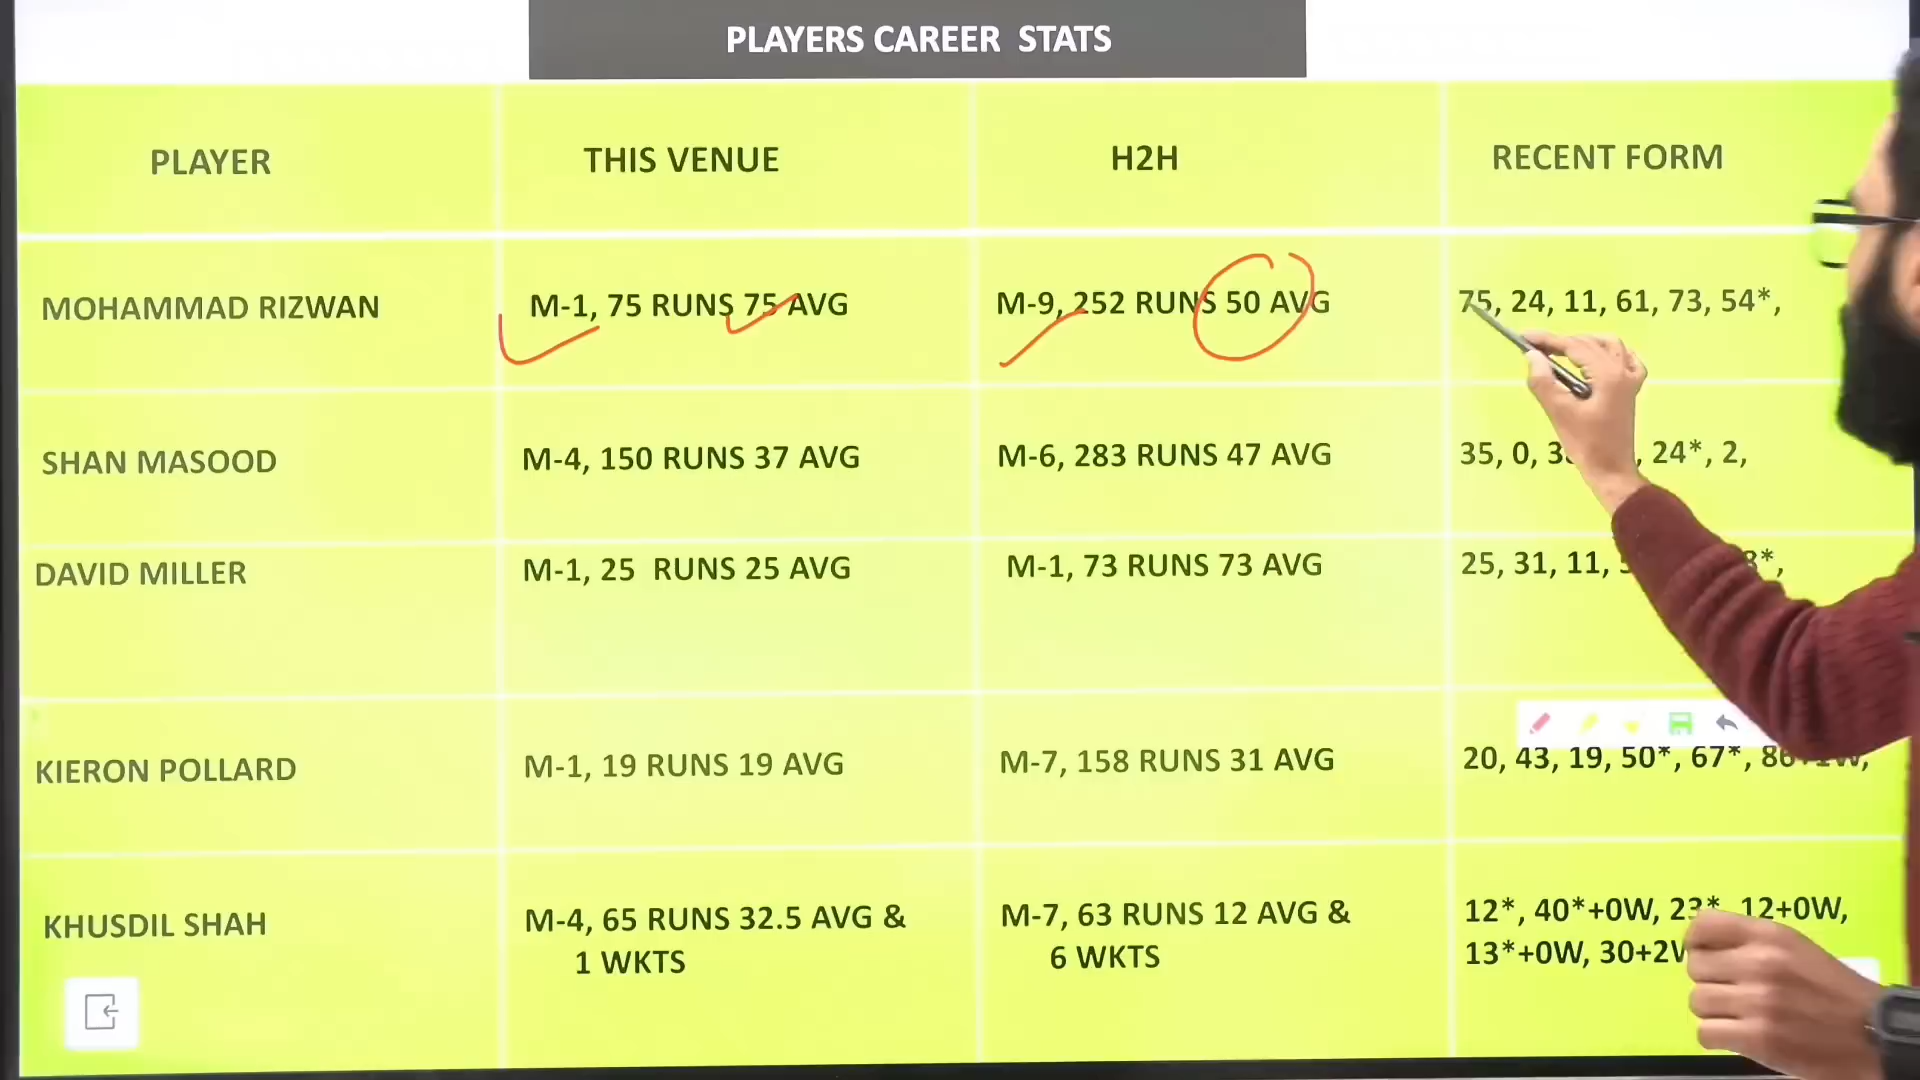 PLAYERS CAREER STATS
PLAYER THIS VENUE H2H RECENT FORM
MOHAMMAD RIZWAN M-1, 75 RUNS 75 AVG M-9, 252 RUNS 50 AVG 75, 24, 11, 61, 73, 54*,
SHAN MASOOD M-4, 150 RUNS 37 AVG M-6, 283 RUNS 47 AVG 35, 0, 24*, 2,
DAVID MILLER M-1, 25 RUNS 25 AVG M-1, 73 RUNS 73 AVG 25, 31, 11,
KIERON POLLARD M-1, 19 RUNS 19 AVG M-7, 158 RUNS 31 AVG 20, 43, 19, 50*, 67*,
KHUSDIL SHAH M-4, 65 RUNS 32.5 AVG & M-7, 63 RUNS 12 AVG & 12*, 40*+0W, 23*, 12+0W,
1 WKTS 6 WKTS 13*+0W,